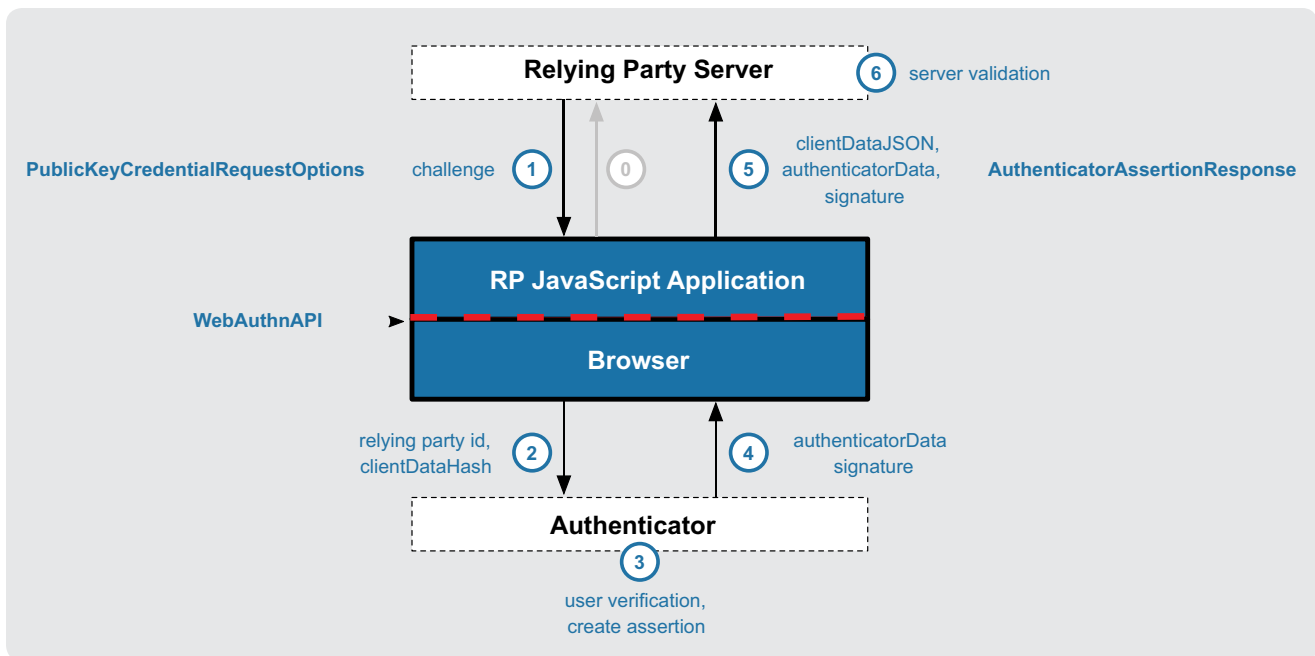 Relying Party Server
6
server validation
PublicKeyCredentialRequestOptions
challenge
1
0
5
clientDataJSON,
authenticatorData,
signature
AuthenticatorAssertionResponse
RP JavaScript Application
WebAuthnAPI
Browser
relying party id,
clientDataHash
2
4
authenticatorData
signature
Authenticator
3
user verification,
create assertion